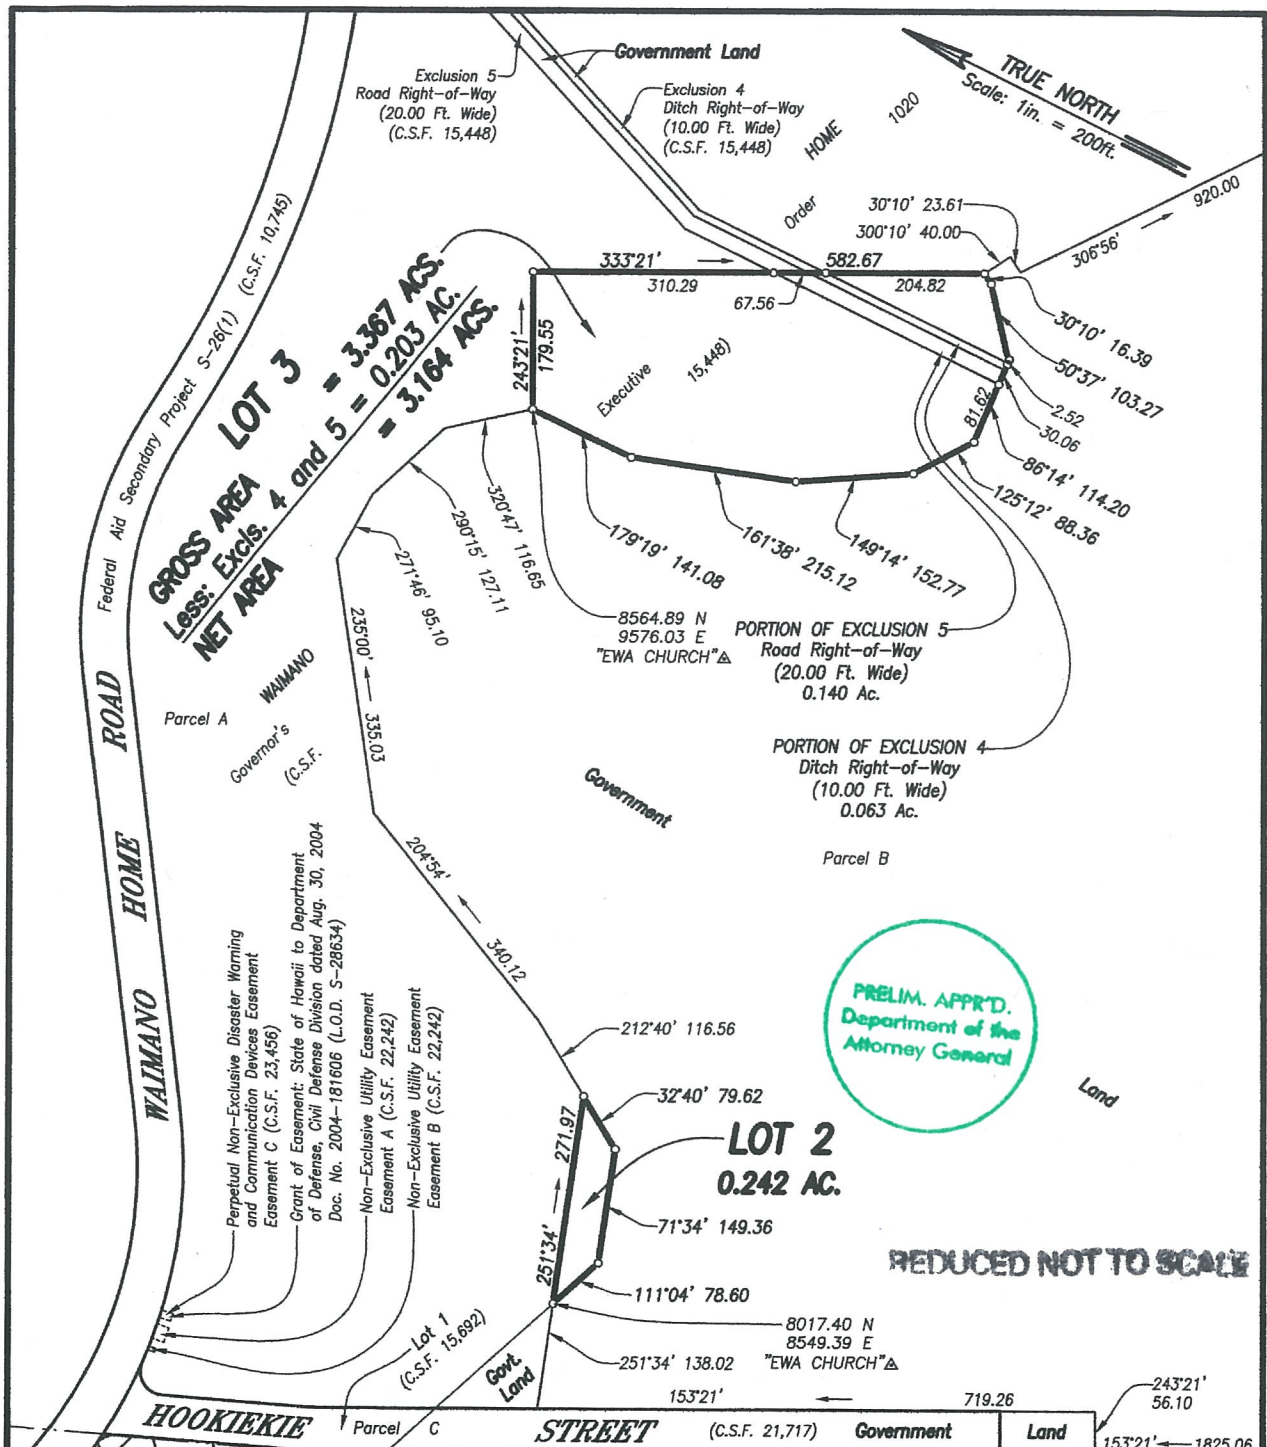 Government Land
Exclusion 5
Road Right-of-Way
(20.00 Ft. Wide)
(C.S.F. 15,448)
Exclusion 4
Ditch Right-of-Way
(10.00 Ft. Wide)
(C.S.F. 15,448)
HOME 1020
Order
TRUE NORTH
Scale: 1in. = 200ft.
30°10' 23.61
300°10' 40.00
306°56'
920.00
333°21'
310.29
582.67
67.56
204.82
243°21'
179.55
30°10' 16.39
50°37' 103.27
2.52
30.06
81.62
86°14' 114.20
125°12' 88.36
149°14' 152.77
161°38' 215.12
179°19' 141.08
Executive 15,448)
LOT 3
GROSS AREA = 3.367 ACS.
Less: Excls. 4 and 5 = 0.203 AC.
NET AREA = 3.164 ACS.
Federal Aid Secondary Project S-26(1) (C.S.F. 10,745)
320°47' 116.65
290°15' 127.11
271°46' 95.10
235°00'
335.03
8564.89 N
9576.03 E
"EWA CHURCH"
PORTION OF EXCLUSION 5
Road Right-of-Way
(20.00 Ft. Wide)
0.140 Ac.
PORTION OF EXCLUSION 4
Ditch Right-of-Way
(10.00 Ft. Wide)
0.063 Ac.
Parcel A
WAIMANO
Governor's
(C.S.F.
Government
Parcel B
Land
WAIMANO HOME ROAD
204°54'
340.12
Perpetual Non-Exclusive Disaster Warning
and Communication Devices Easement
Easement C (C.S.F. 23,456)
Grant of Easement: State of Hawaii to Department
of Defense, Civil Defense Division dated Aug. 30, 2004
Doc. No. 2004-181606 (L.O.D. S-28634)
Non-Exclusive Utility Easement
Easement A (C.S.F. 22,242)
Non-Exclusive Utility Easement
Easement B (C.S.F. 22,242)
PRELIM. APPR'D.
Department of the
Attorney General
212°40' 116.56
32°40' 79.62
LOT 2
0.242 AC.
251°34'
271.97
71°34' 149.36
111°04' 78.60
REDUCED NOT TO SCALE
8017.40 N
8549.39 E
"EWA CHURCH"
251°34' 138.02
Lot 1
(C.S.F. 15,692)
Govt.
Land
153°21'
719.26
243°21'
56.10
HOOKIEKIE STREET
Parcel C
(C.S.F. 21,717)
Government Land
153°21' 1825.06